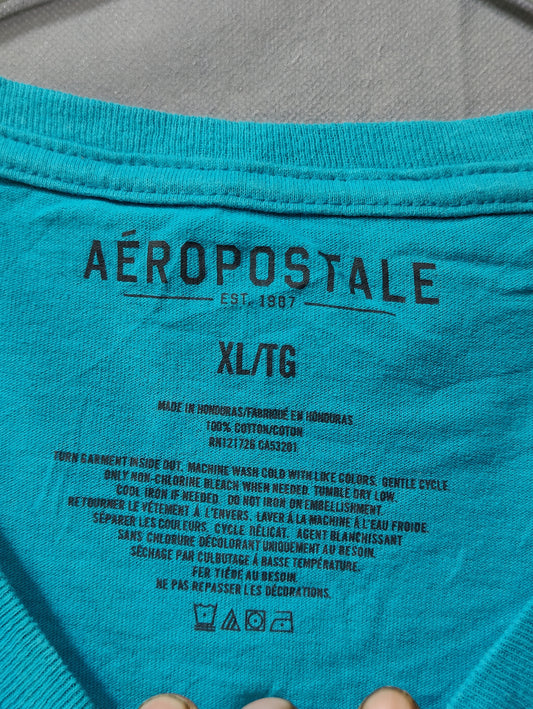 AÉROPOSTALE
EST. 1987
XL/TG
MADE IN HONDURAS/FABRIQUÉ EN HONDURAS
100% COTTON/COTON
RN121726 CA53201
TURN GARMENT INSIDE OUT. MACHINE WASH COLD WITH LIKE COLORS. GENTLE CYCLE.
ONLY NON-CHLORINE BLEACH WHEN NEEDED. TUMBLE DRY LOW.
COOL IRON IF NEEDED. DO NOT IRON ON EMBELLISHMENT.
RETOURNER LE VÊTEMENT À L'ENVERS. LAVER À LA MACHINE À L'EAU FROIDE.
SÉPARER LES COULEURS. CYCLE DÉLICAT. AGENT BLANCHISSANT
SANS CHLORURE DÉCOLORANT UNIQUEMENT AU BESOIN.
SÉCHAGE PAR CULBUTAGE À BASSE TEMPÉRATURE.
FER TIÈDE AU BESOIN.
NE PAS REPASSER LES DÉCORATIONS.